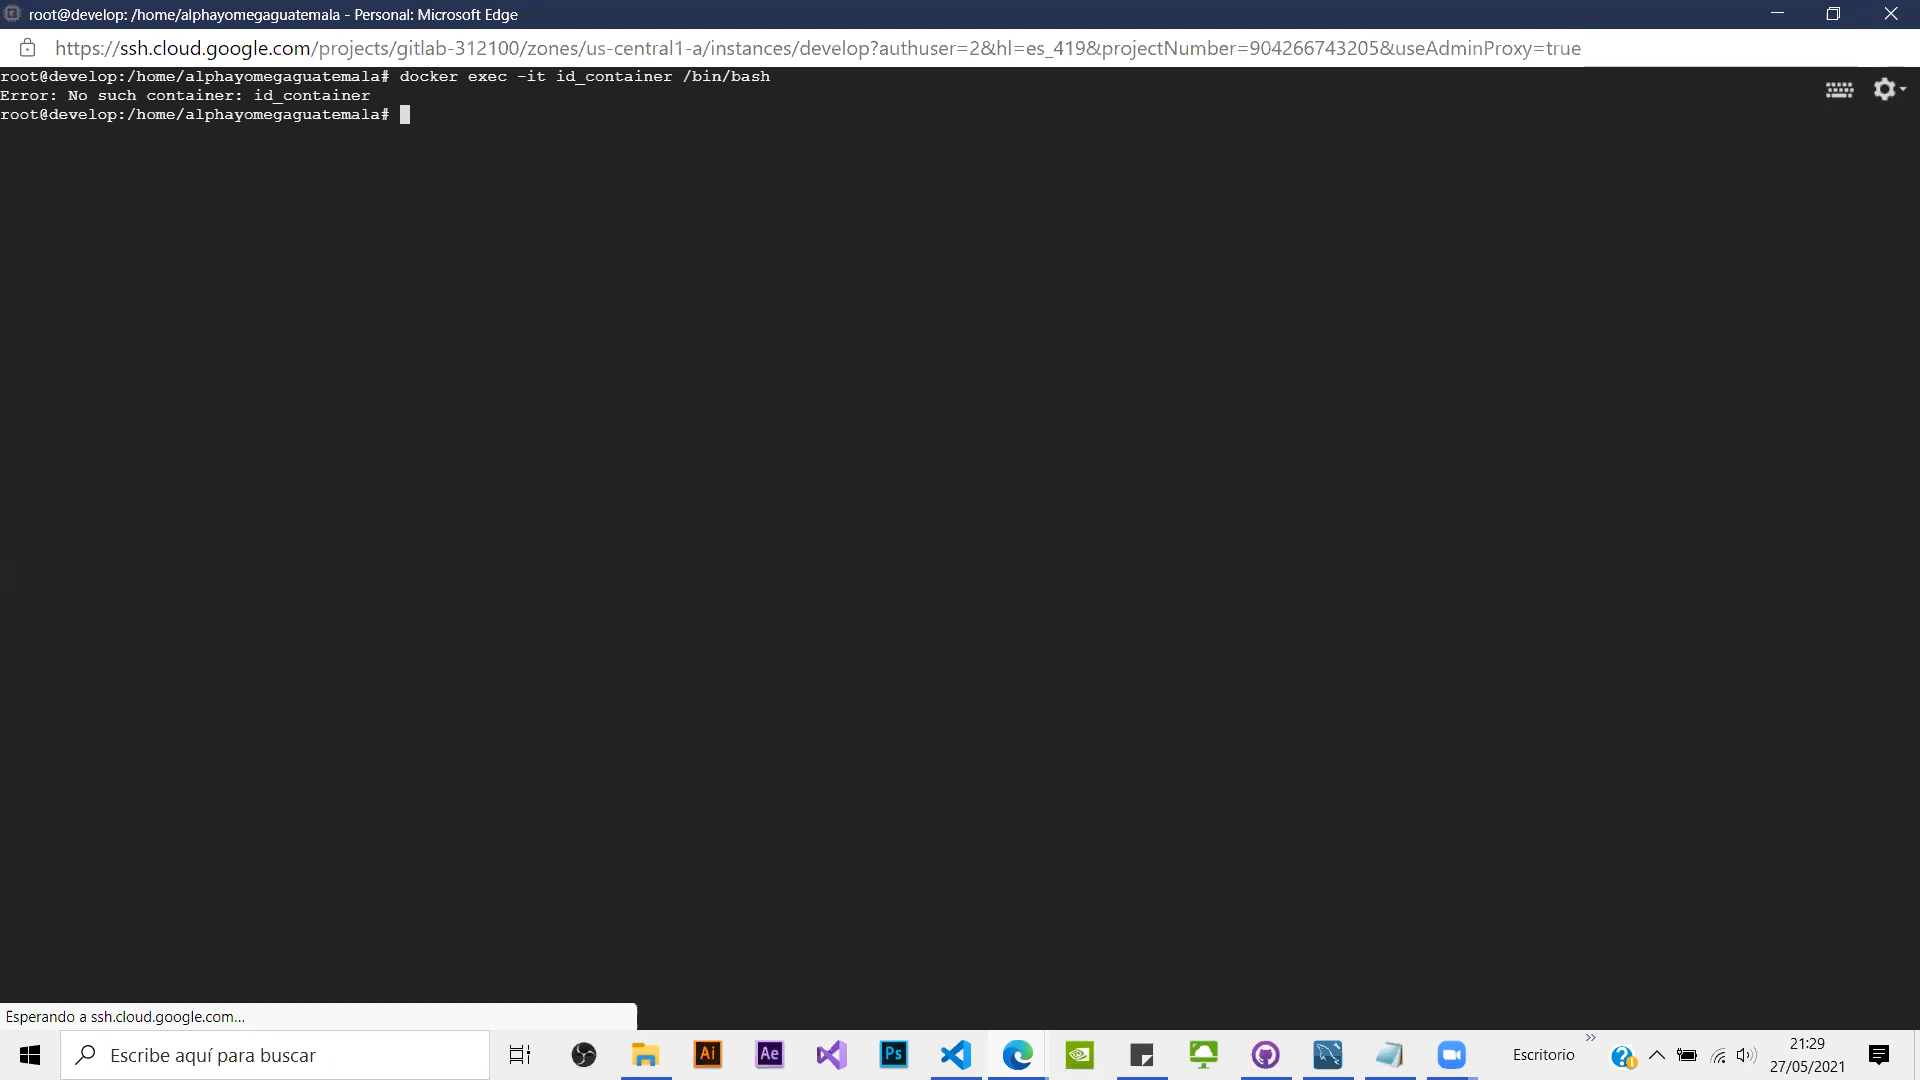 root@develop: /home/alphayomegaguatemala - Personal: Microsoft Edge
https://ssh.cloud.google.com/projects/gitlab-312100/zones/us-central1-a/instances/develop?authuser=2&hl=es_419&projectNumber=904266743205&useAdminProxy=true
root@develop:/home/alphayomegaguatemala# docker exec -it id_container /bin/bash
Error: No such container: id_container
root@develop:/home/alphayomegaguatemala#
Esperando a ssh.cloud.google.com...
Escribe aquí para buscar
Ai
Ae
Ps
Escritorio
21:29
27/05/2021